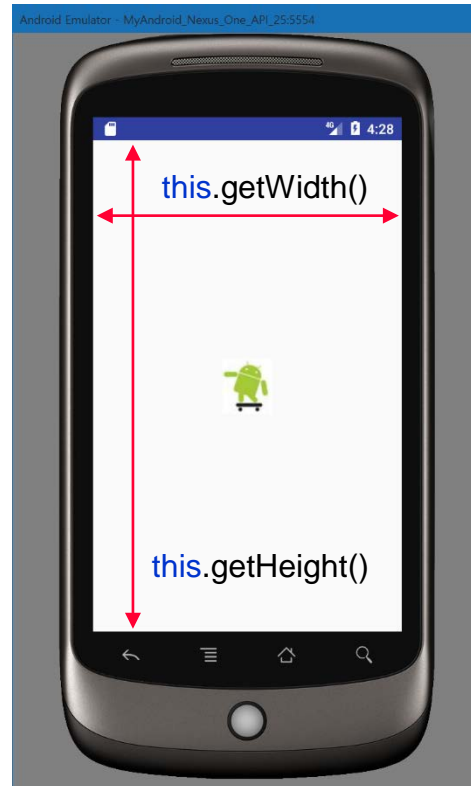 Android Emulator - MyAndroid_Nexus_One_API_25:5554
4G 4:28
this.getWidth()
this.getHeight()